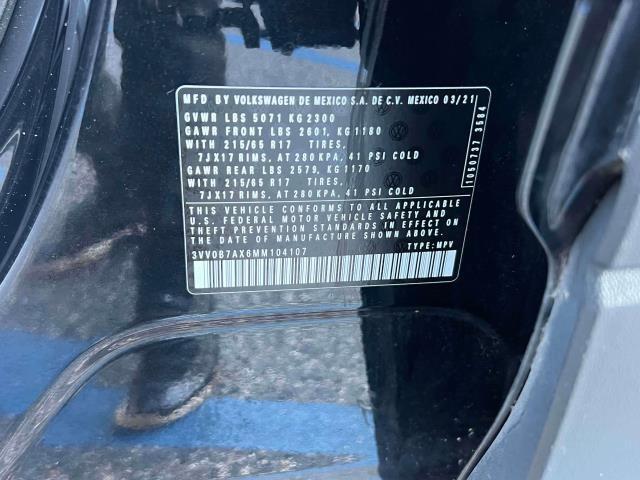 MFD BY VOLKSWAGEN DE MEXICO S.A. DE C.V. MEXICO 03/21
GVWR LBS 5071 KG 2300
GAWR FRONT LBS 2601, KG 1180
WITH 215/65 R17 TIRES,
7JX17 RIMS, AT 280 KPA, 41 PSI COLD
GAWR REAR LBS 2579, KG 1170
WITH 215/65 R17 TIRES,
7JX17 RIMS, AT 280 KPA, 41 PSI COLD
THIS VEHICLE CONFORMS TO ALL APPLICABLE
U.S. FEDERAL MOTOR VEHICLE SAFETY AND
THEFT PREVENTION STANDARDS IN EFFECT ON
THE DATE OF MANUFACTURE SHOWN ABOVE
3VV0B7AX6MM104107 TYPE: MPV
1050737 3584